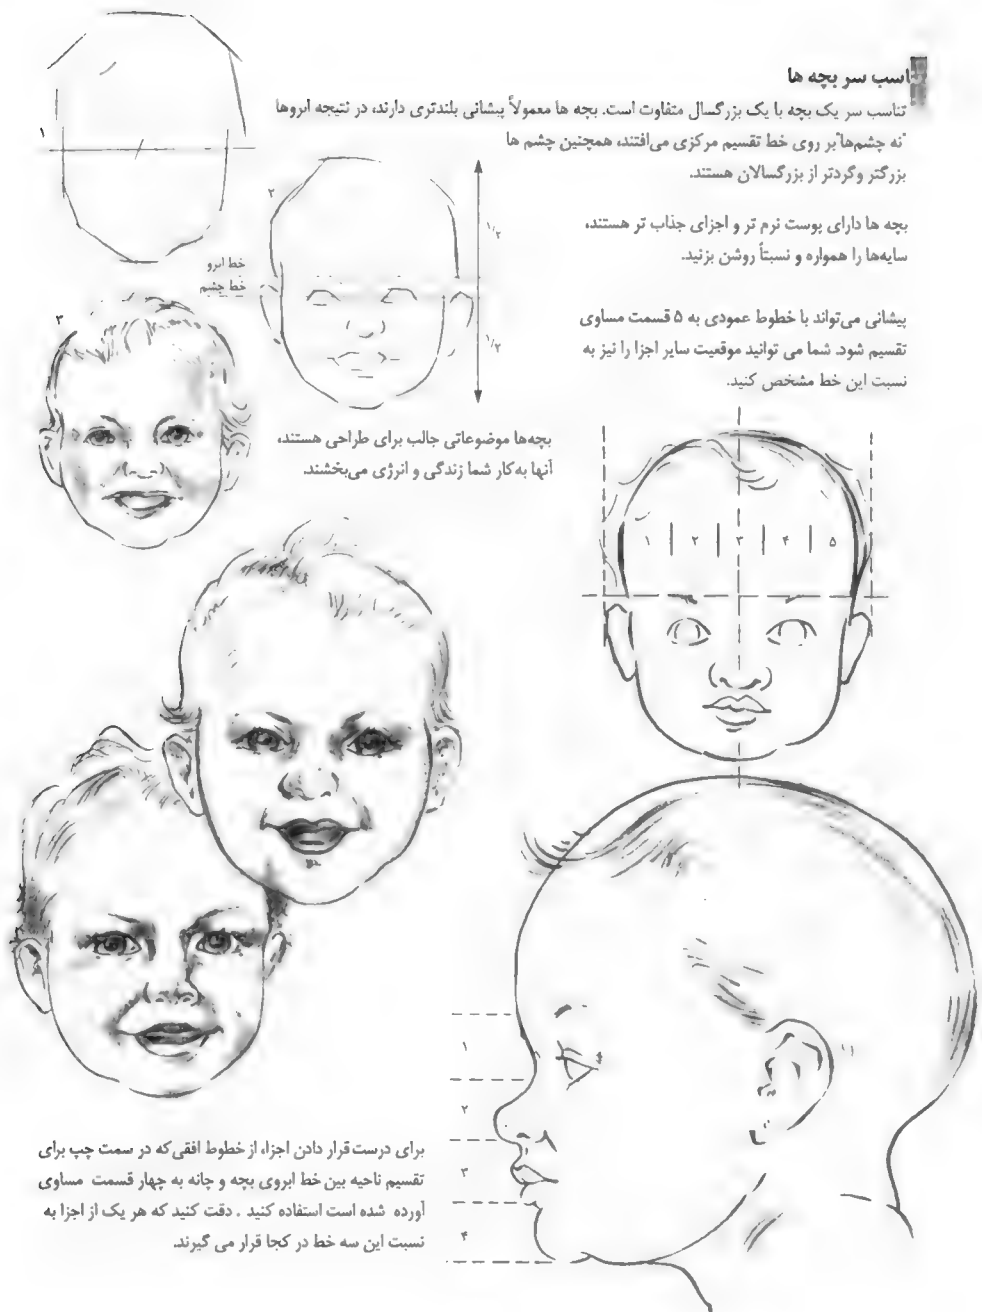 تناسب سر بچه ها
تناسب سر یک بچه با یک بزرگسال متفاوت است. بچه ها معمولاً پیشانی بلندتری دارند، در نتیجه ابروها
"نه چشم‌ها"بر روی خط تقسیم مرکزی می‌افتند، همچنین چشم ها
بزرگتر وگردتر از بزرگسالان هستند.
بچه ها دارای پوست نرم تر و اجزای جذاب تر هستند،
سایه‌ها را همواره و نسبتاً روشن بزنید.
پیشانی می‌تواند با خطوط عمودی به ۵ قسمت مساوی
تقسیم شود. شما می توانید موقعیت سایر اجزا را نیز به
نسبت این خط مشخص کنید.
۱
۲
۱/۲
خط ابرو
خط چشم
۱/۲
۳
بچه‌ها موضوعاتی جالب برای طراحی هستند،
آنها به‌کار شما زندگی و انرژی می‌بخشند.
۱ ۲ ۳ ۴ ۵
۱
۲
۳
۴
برای درست قرار دادن اجزا، از خطوط افقی‌که در سمت چپ برای
تقسیم ناحیه بین خط ابروی بچه و چانه به چهار قسمت مساوی
آورده شده است استفاده کنید . دقت کنید که هر یک از اجزا به
نسبت این سه خط در کجا قرار می گیرند.